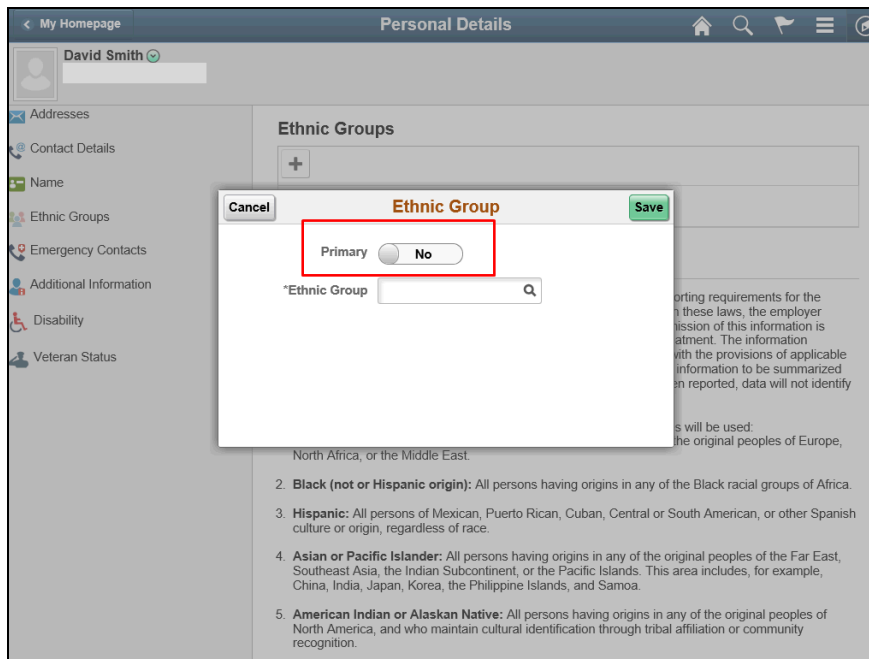 My Homepage
Personal Details
David Smith
Addresses
Contact Details
Name
Ethnic Groups
Emergency Contacts
Additional Information
Disability
Veteran Status
Ethnic Groups
Cancel
Ethnic Group
Save
Primary
No
*Ethnic Group
orting requirements for the
these laws, the employer
ission of this information is
atment. The information
with the provisions of applicable
information to be summarized
en reported, data will not identify
s will be used:
the original peoples of Europe,
North Africa, or the Middle East.
2. Black (not or Hispanic origin): All persons having origins in any of the Black racial groups of Africa.
3. Hispanic: All persons of Mexican, Puerto Rican, Cuban, Central or South American, or other Spanish
culture or origin, regardless of race.
4. Asian or Pacific Islander: All persons having origins in any of the original peoples of the Far East,
Southeast Asia, the Indian Subcontinent, or the Pacific Islands. This area includes, for example,
China, India, Japan, Korea, the Philippine Islands, and Samoa.
5. American Indian or Alaskan Native: All persons having origins in any of the original peoples of
North America, and who maintain cultural identification through tribal affiliation or community
recognition.